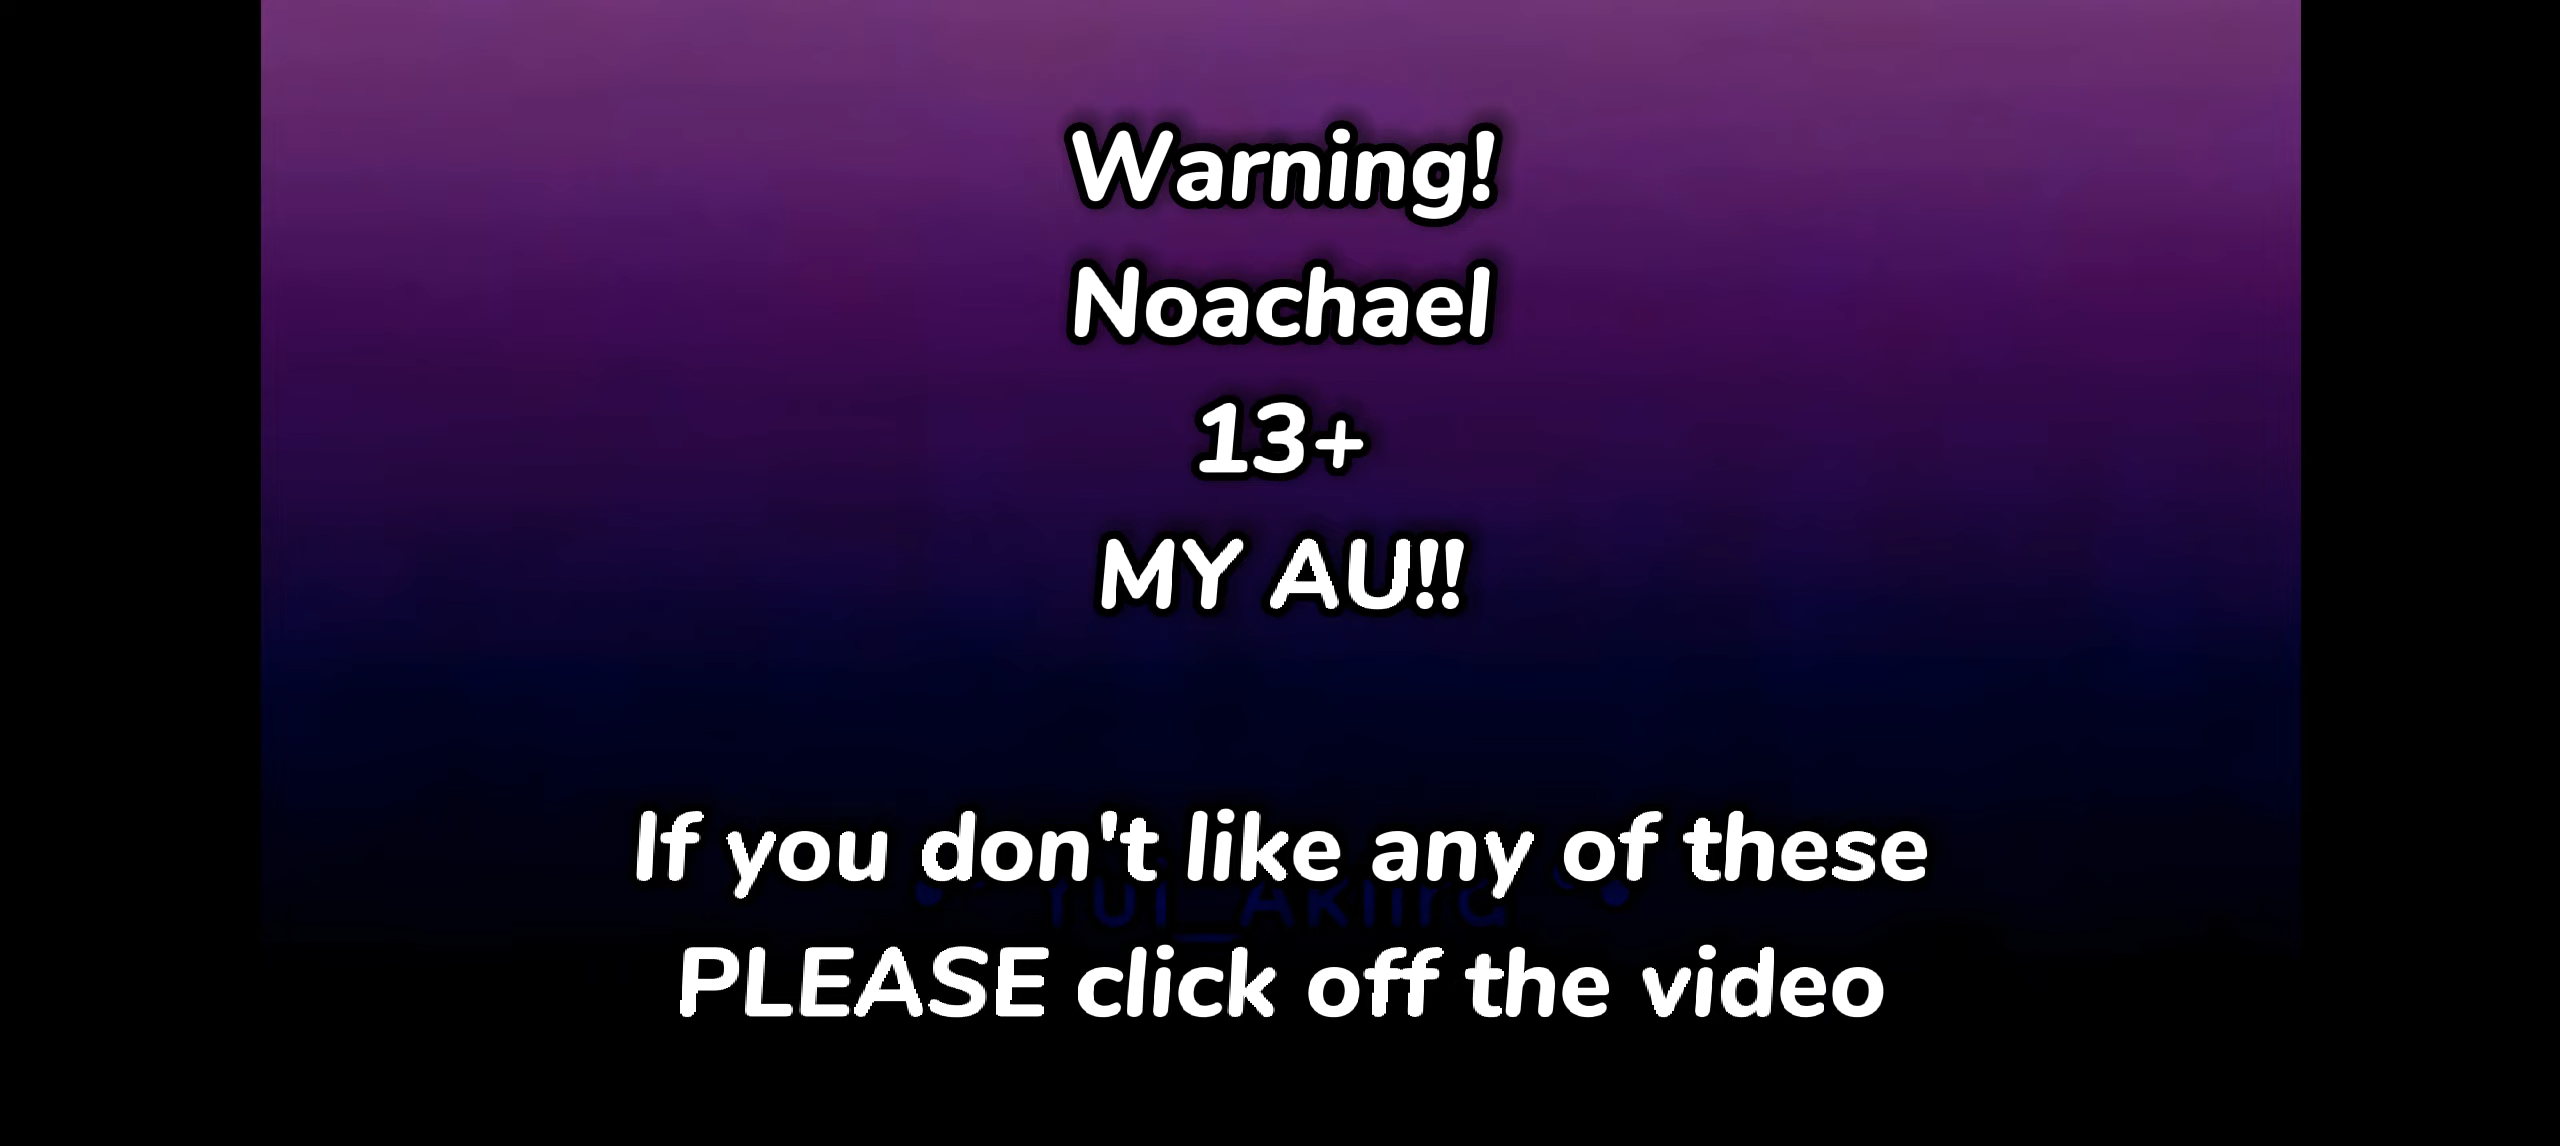 Warning!
Noachael
13+
MY AU!!
If you don't like any of these
PLEASE click off the video